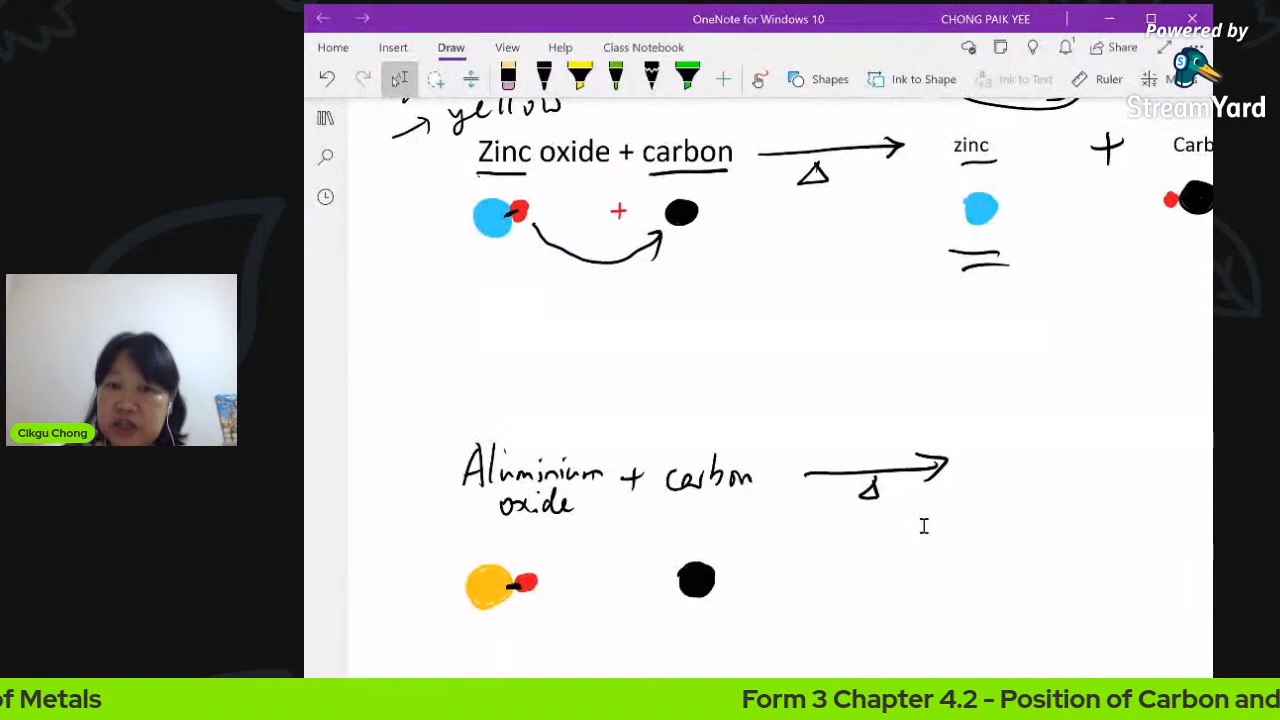 OneNote for Windows 10
CHONG PAIK YEE
Powered by
StreamYard
Home Insert Draw View Help Class Notebook
Share
Shapes
Ink to Shape
Ink to Text
Ruler
→ yellow
Zinc oxide + carbon → zinc + Carb
Δ
+
Aluminium + carbon →
oxide
Δ
Cikgu Chong
of Metals
Form 3 Chapter 4.2 - Position of Carbon and